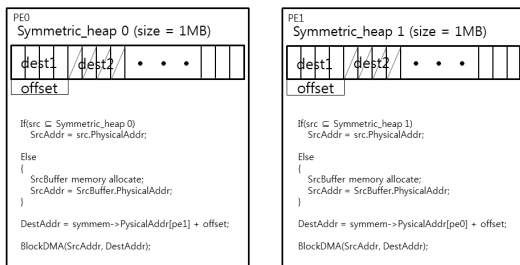 PE0
Symmetric_heap 0 (size = 1MB)
dest1 dest2 • • •
offset
If(src ⊆ Symmetric_heap 0)
SrcAddr = src.PhysicalAddr;
Else
{
SrcBuffer memory allocate;
SrcAddr = SrcBuffer.PhysicalAddr;
}
DestAddr = symmem->PysicalAddr[pe1] + offset;
BlockDMA(SrcAddr, DestAddr);
PE1
Symmetric_heap 1 (size = 1MB)
dest1 dest2 • • •
offset
If(src ⊆ Symmetric_heap 1)
SrcAddr = src.PhysicalAddr;
Else
{
SrcBuffer memory allocate;
SrcAddr = SrcBuffer.PhysicalAddr;
}
DestAddr = symmem->PysicalAddr[pe0] + offset;
BlockDMA(SrcAddr, DestAddr);